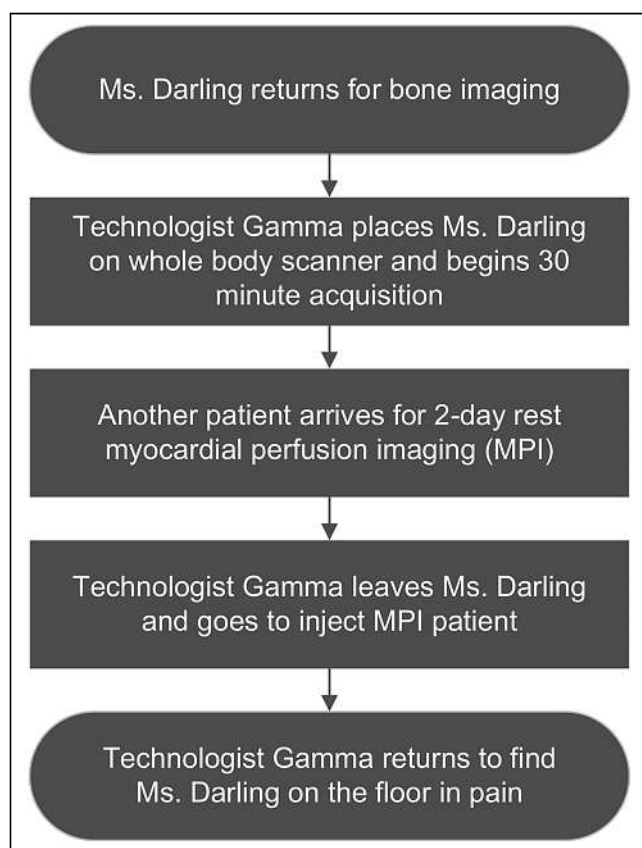 Ms. Darling returns for bone imaging
Technologist Gamma places Ms. Darling
on whole body scanner and begins 30
minute acquisition
Another patient arrives for 2-day rest
myocardial perfusion imaging (MPI)
Technologist Gamma leaves Ms. Darling
and goes to inject MPI patient
Technologist Gamma returns to find
Ms. Darling on the floor in pain